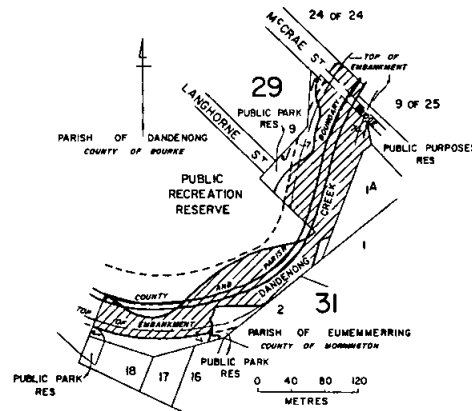 24 OF 24
McCRAE ST
TOP OF
EMBANKMENT
29
LANGHORNE ST
PUBLIC PARK
RES
9
BOUNDARY
9 OF 25
PUBLIC PURPOSES
RES
PARISH OF DANDENONG
COUNTY OF BOURKE
PUBLIC
RECREATION
RESERVE
1A
CREEK
1
COUNTY AND PARISH
DANDENONG
2
31
TOP OF EMBANKMENT
PARISH OF EUMEMMERRING
COUNTY OF MORNINGTON
PUBLIC PARK
RES
PUBLIC PARK
RES
18
17
16
0 40 80 120
METRES